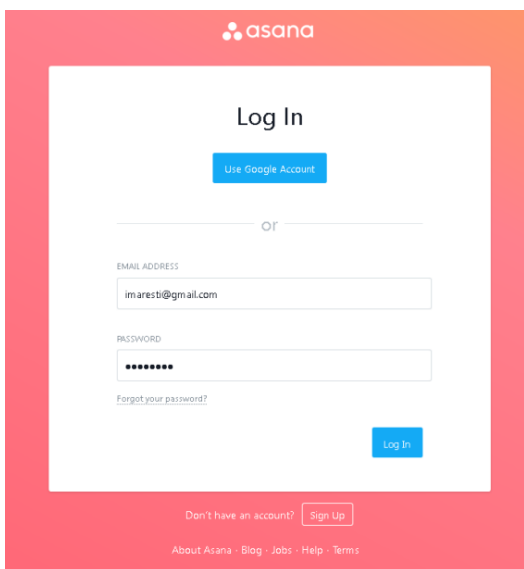 asana
Log In
Use Google Account
or
EMAIL ADDRESS
imaresti@gmail.com
PASSWORD
••••••••
Forgot your password?
Log In
Don't have an account? Sign Up
About Asana · Blog · Jobs · Help · Terms